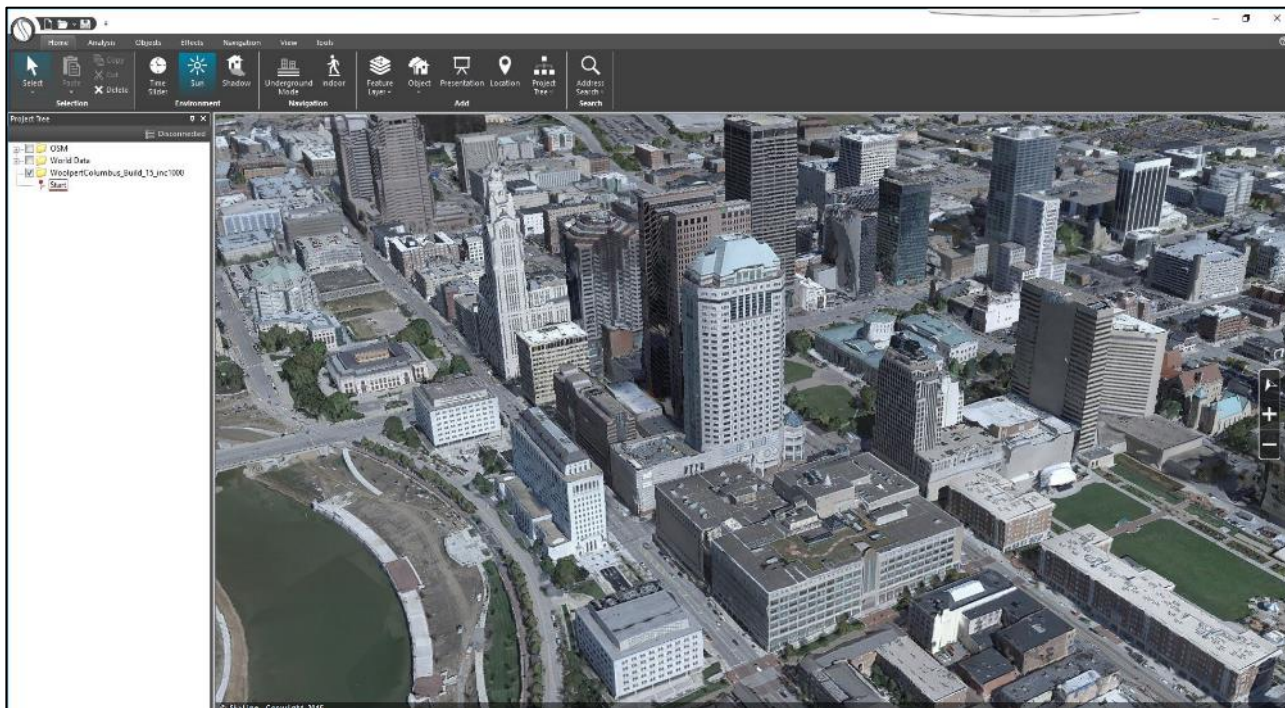 Home Analysis Objects Effects Navigation View Tools
Select Paste Copy Cut Delete Time Slider Sun Shadow Underground Mode Indoor Feature Layer Object Presentation Location Project Tree Address Search
Selection Environment Navigation Add Search
Project Tree
Disconnected
OSM
World Data
WoolpertColumbus_Build_15_inc1000
Start